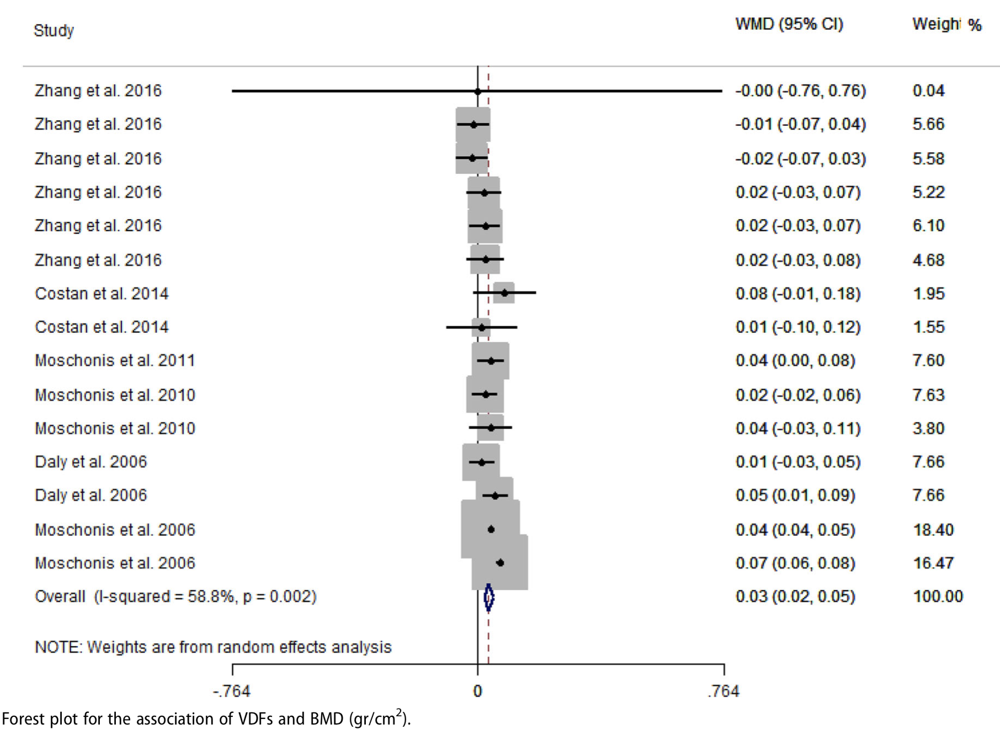 Study WMD (95% CI) Weight %
Zhang et al. 2016 -0.00 (-0.76, 0.76) 0.04
Zhang et al. 2016 -0.01 (-0.07, 0.04) 5.66
Zhang et al. 2016 -0.02 (-0.07, 0.03) 5.58
Zhang et al. 2016 0.02 (-0.03, 0.07) 5.22
Zhang et al. 2016 0.02 (-0.03, 0.07) 6.10
Zhang et al. 2016 0.02 (-0.03, 0.08) 4.68
Costan et al. 2014 0.08 (-0.01, 0.18) 1.95
Costan et al. 2014 0.01 (-0.10, 0.12) 1.55
Moschonis et al. 2011 0.04 (0.00, 0.08) 7.60
Moschonis et al. 2010 0.02 (-0.02, 0.06) 7.63
Moschonis et al. 2010 0.04 (-0.03, 0.11) 3.80
Daly et al. 2006 0.01 (-0.03, 0.05) 7.66
Daly et al. 2006 0.05 (0.01, 0.09) 7.66
Moschonis et al. 2006 0.04 (0.04, 0.05) 18.40
Moschonis et al. 2006 0.07 (0.06, 0.08) 16.47
Overall (I-squared = 58.8%, p = 0.002) 0.03 (0.02, 0.05) 100.00
NOTE: Weights are from random effects analysis
-.764 0 .764
Forest plot for the association of VDFs and BMD (gr/cm²).